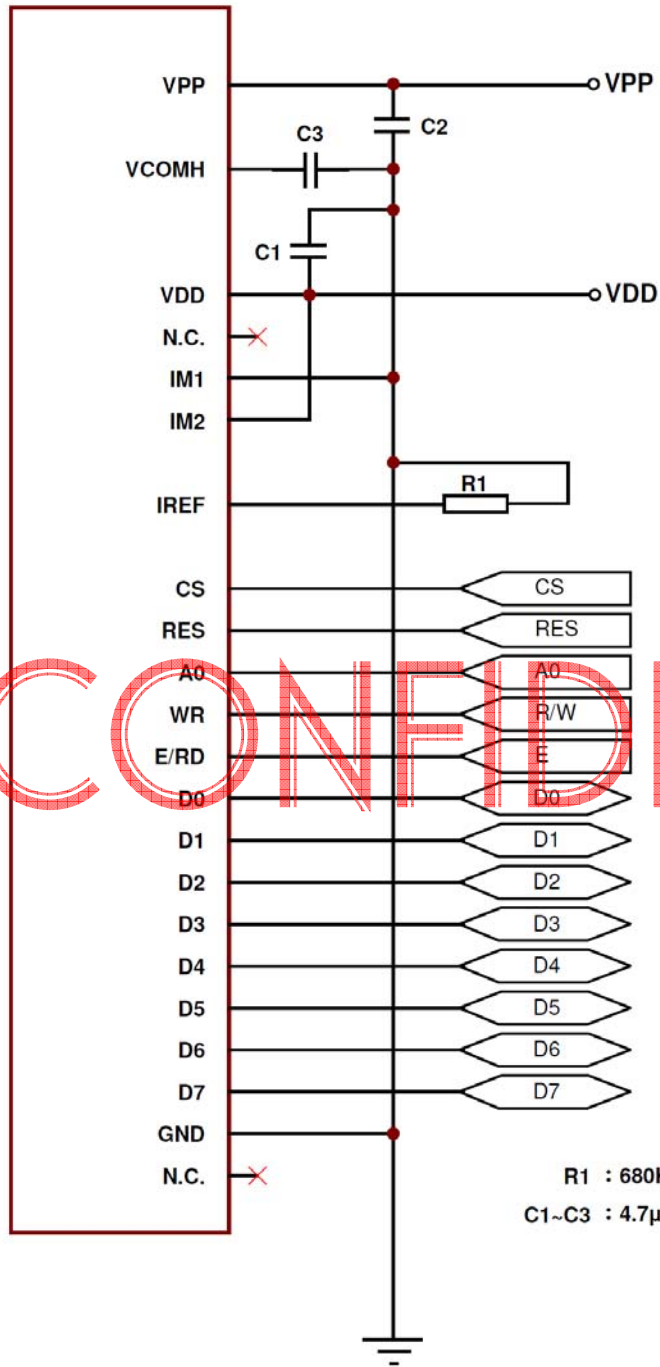 VPP
VPP
C2
C3
VCOMH
C1
VDD
VDD
N.C.
IM1
IM2
R1
IREF
CS
CS
RES
RES
A0
A0
WR
R/W
E/RD
E
D0
D0
CONFID
D1
D1
D2
D2
D3
D3
D4
D4
D5
D5
D6
D6
D7
D7
GND
N.C.
R1 : 680
C1~C3 : 4.7µ